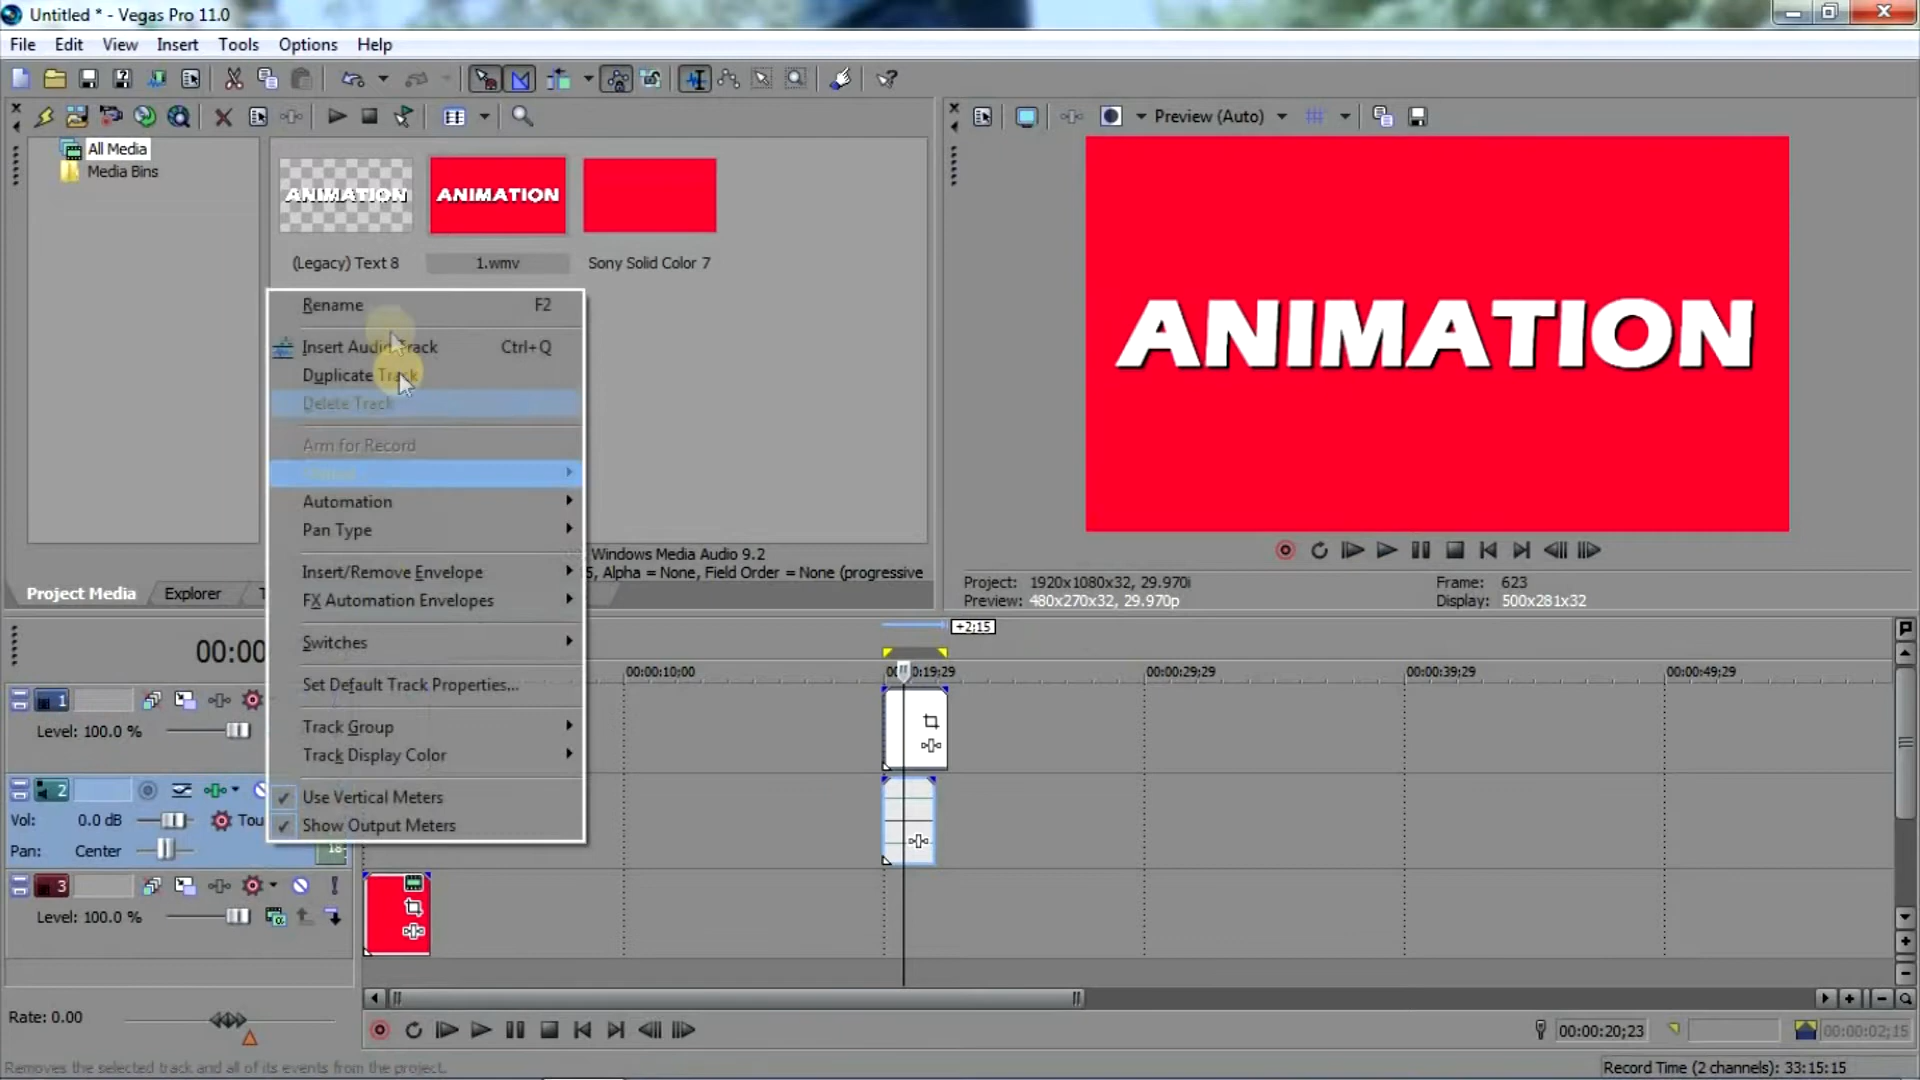 Untitled * - Vegas Pro 11.0
File Edit View Insert Tools Options Help
Preview (Auto)
All Media
Media Bins
ANIMATION
ANIMATION
(Legacy) Text 8
1.wmv
Sony Solid Color 7
ANIMATION
Rename F2
Insert Audio Track Ctrl+Q
Duplicate Track
Delete Track
Arm for Record
Automation
Pan Type
Insert/Remove Envelope
FX Automation Envelopes
Switches
Set Default Track Properties...
Track Group
Track Display Color
Use Vertical Meters
Show Output Meters
Windows Media Audio 9.2
5, Alpha = None, Field Order = None (progressive
Project Media
Explorer
T
Project: 1920x1080x32, 29.970i
Preview: 480x270x32, 29.970p
Frame: 623
Display: 500x281x32
+2;15
00:00
00:00:10;00
0:19;29
00:00:29;29
00:00:39;29
00:00:49;29
1
Level: 100.0 %
2
Vol: 0.0 dB
Tou
Pan: Center
18
3
Level: 100.0 %
Rate: 0.00
00:00:20;23
00:00:02;15
Removes the selected track and all of its events from the project.
Record Time (2 channels): 33:15:15